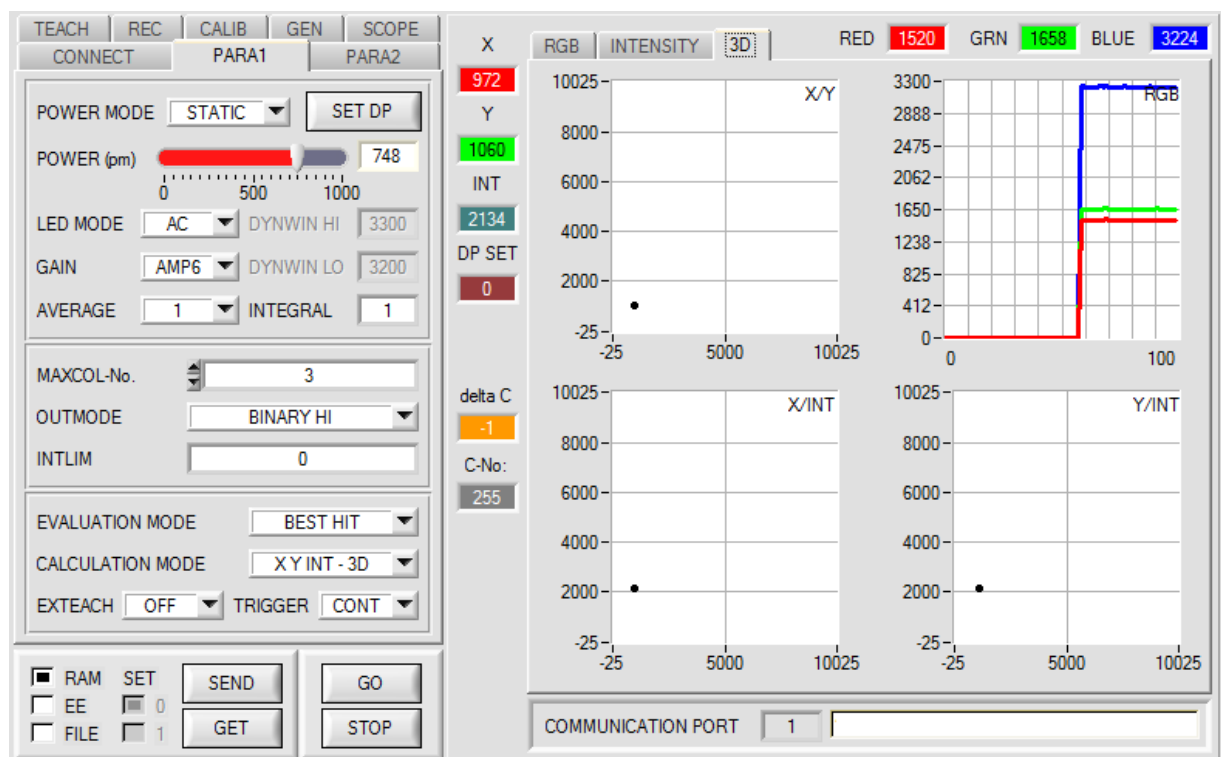 TEACH REC CALIB GEN SCOPE
CONNECT PARA1 PARA2
POWER MODE STATIC SET DP
POWER (pm) 748
0 500 1000
LED MODE AC DYNWIN HI 3300
GAIN AMP6 DYNWIN LO 3200
AVERAGE 1 INTEGRAL 1
MAXCOL-No. 3
OUTMODE BINARY HI
INTLIM 0
EVALUATION MODE BEST HIT
CALCULATION MODE X Y INT - 3D
EXTEACH OFF TRIGGER CONT
RAM SET SEND GO
EE 0
FILE 1 GET STOP
X
972
Y
1060
INT
2134
DP SET
0
delta C
-1
C-No:
255
RGB INTENSITY 3D RED 1520 GRN 1658 BLUE 3224
X/Y
10025
8000
6000
4000
2000
-25
-25 5000 10025
RGB
3300
2888
2475
2062
1650
1238
825
412
0
0 100
X/INT
10025
8000
6000
4000
2000
-25
-25 5000 10025
Y/INT
10025
8000
6000
4000
2000
-25
-25 5000 10025
COMMUNICATION PORT 1